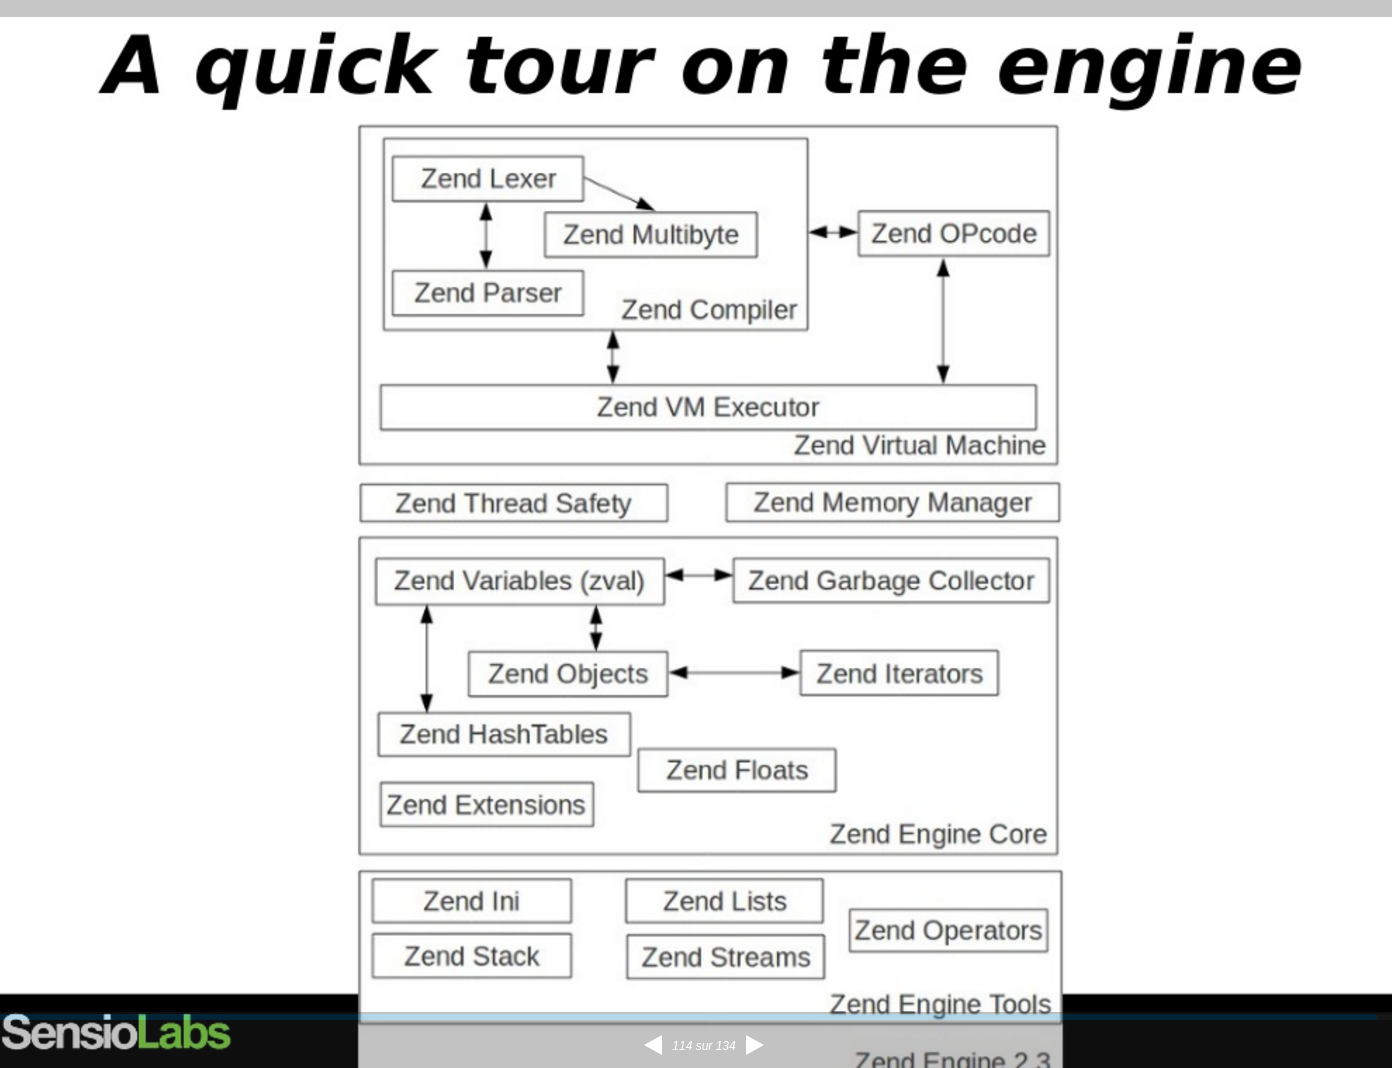 A quick tour on the engine
Zend Lexer
Zend Multibyte
Zend OPcode
Zend Parser
Zend Compiler
Zend VM Executor
Zend Virtual Machine
Zend Thread Safety
Zend Memory Manager
Zend Variables (zval)
Zend Garbage Collector
Zend Objects
Zend Iterators
Zend HashTables
Zend Floats
Zend Extensions
Zend Engine Core
Zend Ini
Zend Lists
Zend Operators
Zend Stack
Zend Streams
Zend Engine Tools
SensioLabs
114 sur 134
Zend Engine 2.3